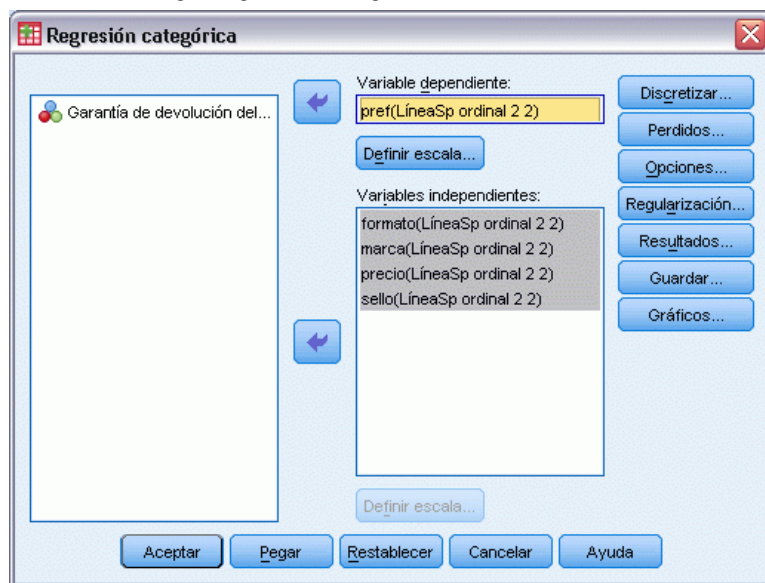 Regresión categórica
Garantía de devolución del...
Variable dependiente:
pref(LíneaSp ordinal 2 2)
Definir escala...
Variables independientes:
formato(LíneaSp ordinal 2 2)
marca(LíneaSp ordinal 2 2)
precio(LíneaSp ordinal 2 2)
sello(LíneaSp ordinal 2 2)
Definir escala...
Discretizar...
Perdidos...
Opciones...
Regularización...
Resultados...
Guardar...
Gráficos...
Aceptar
Pegar
Restablecer
Cancelar
Ayuda